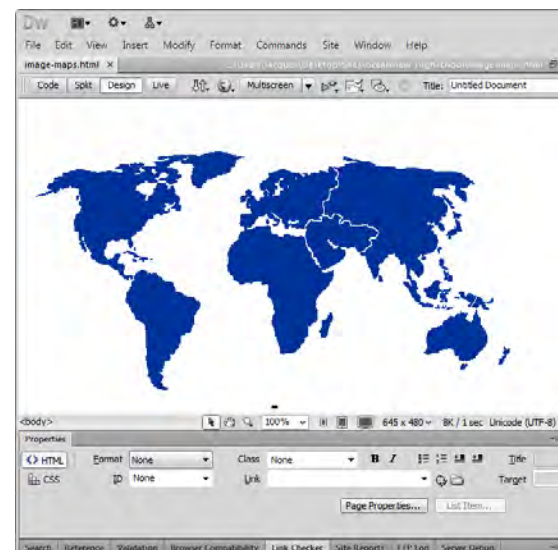 Dw
File Edit View Insert Modify Format Commands Site Window Help
image-maps.html ×
Code Split Design Live Multiscreen Title: Untitled Document
<body> 100% 645 x 480 8K / 1 sec Unicode (UTF-8)
Properties
<> HTML Format None Class None B I Title
CSS ID None Link Target
Page Properties... List Item...
Search Reference Validation Browser Compatibility Link Checker Site Reports FTP Log Server Debug